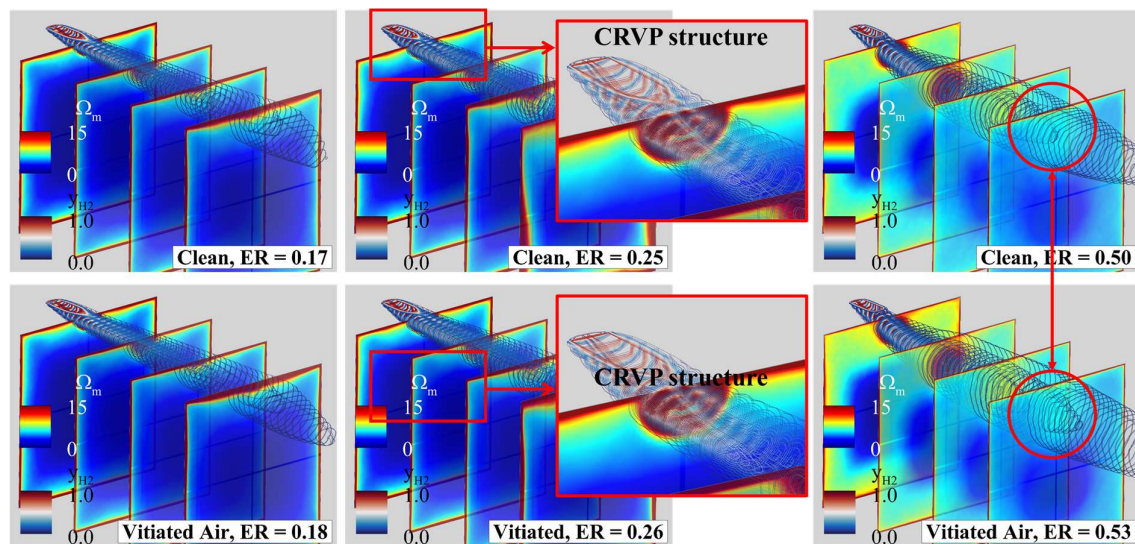 Ω_m
15
0
y_H2
1.0
0.0
Clean, ER = 0.17
Ω_m
15
0
y_H2
1.0
0.0
Clean, ER = 0.25
CRVP structure
Ω_m
15
0
y_H2
1.0
0.0
Clean, ER = 0.50
Ω_m
15
0
y_H2
1.0
0.0
Vitiated Air, ER = 0.18
Ω_m
15
0
y_H2
1.0
0.0
Vitiated, ER = 0.26
CRVP structure
Ω_m
15
0
y_H2
1.0
0.0
Vitiated Air, ER = 0.53